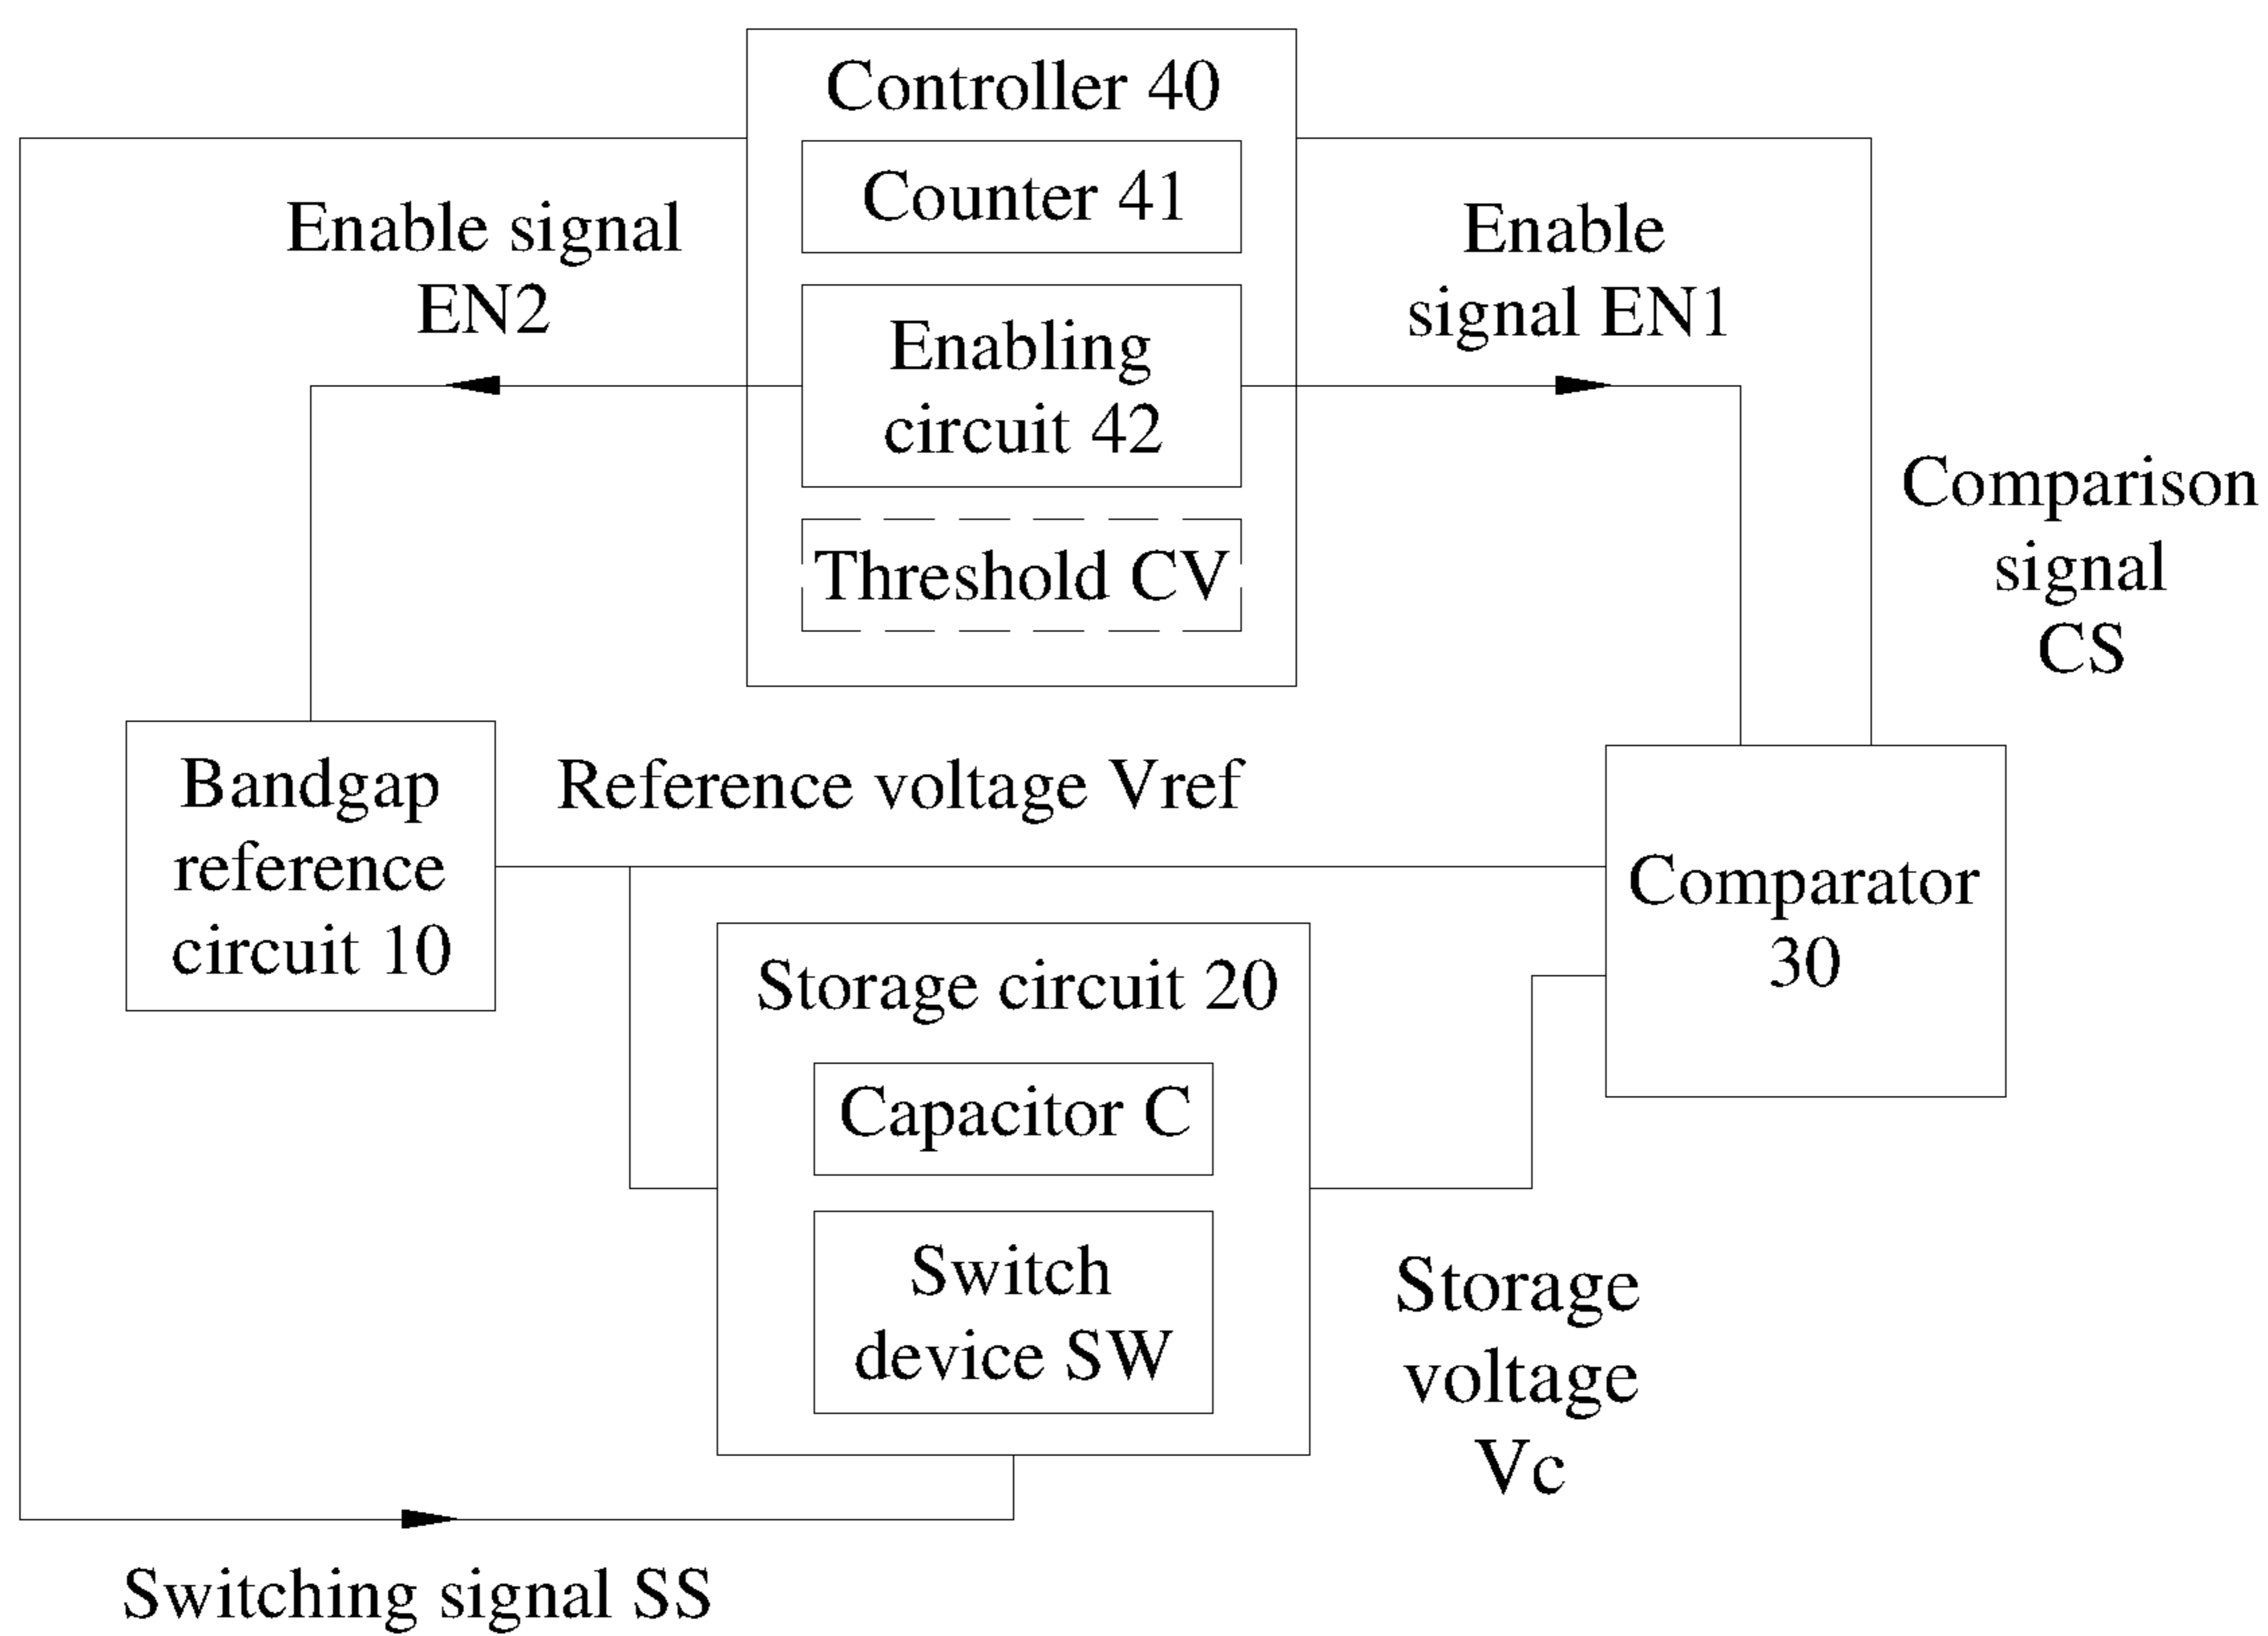 Controller 40
Counter 41
Enable signal
EN2
Enable
signal EN1
Enabling
circuit 42
Threshold CV
Comparison
signal
CS
Bandgap
reference
circuit 10
Reference voltage Vref
Comparator
30
Storage circuit 20
Capacitor C
Switch
device SW
Storage
voltage
Vc
Switching signal SS